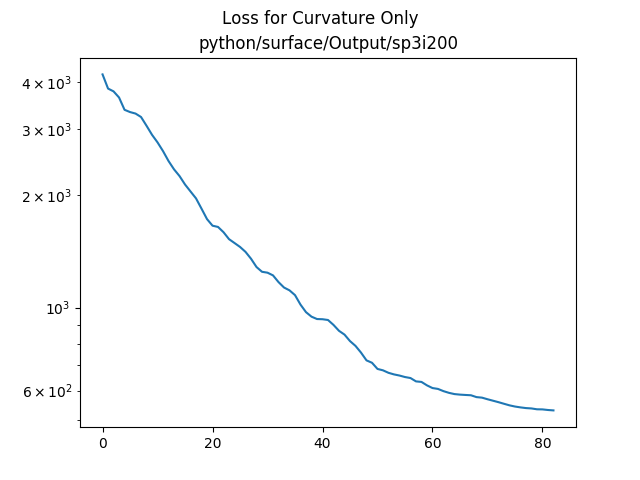 Loss for Curvature Only
python/surface/Output/sp3i200
4 × 10³
3 × 10³
2 × 10³
10³
6 × 10²
0 20 40 60 80